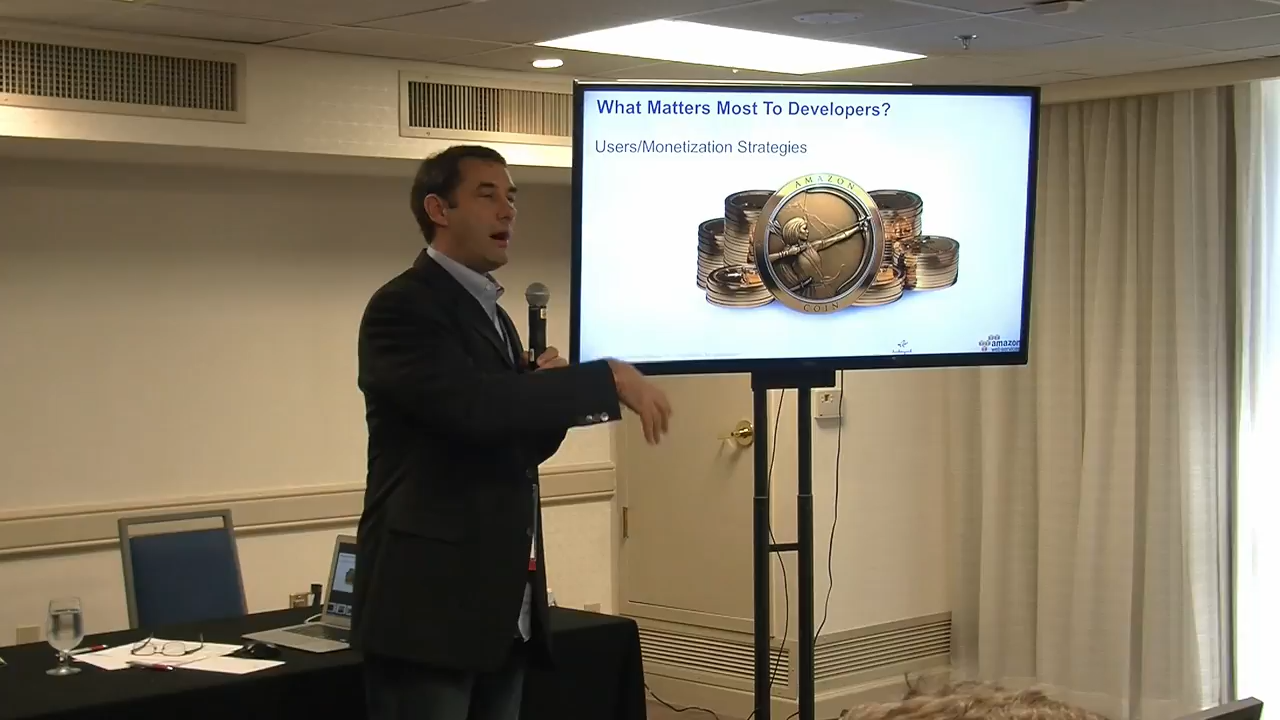 What Matters Most To Developers?
Users/Monetization Strategies
AMAZON
COIN
amazon